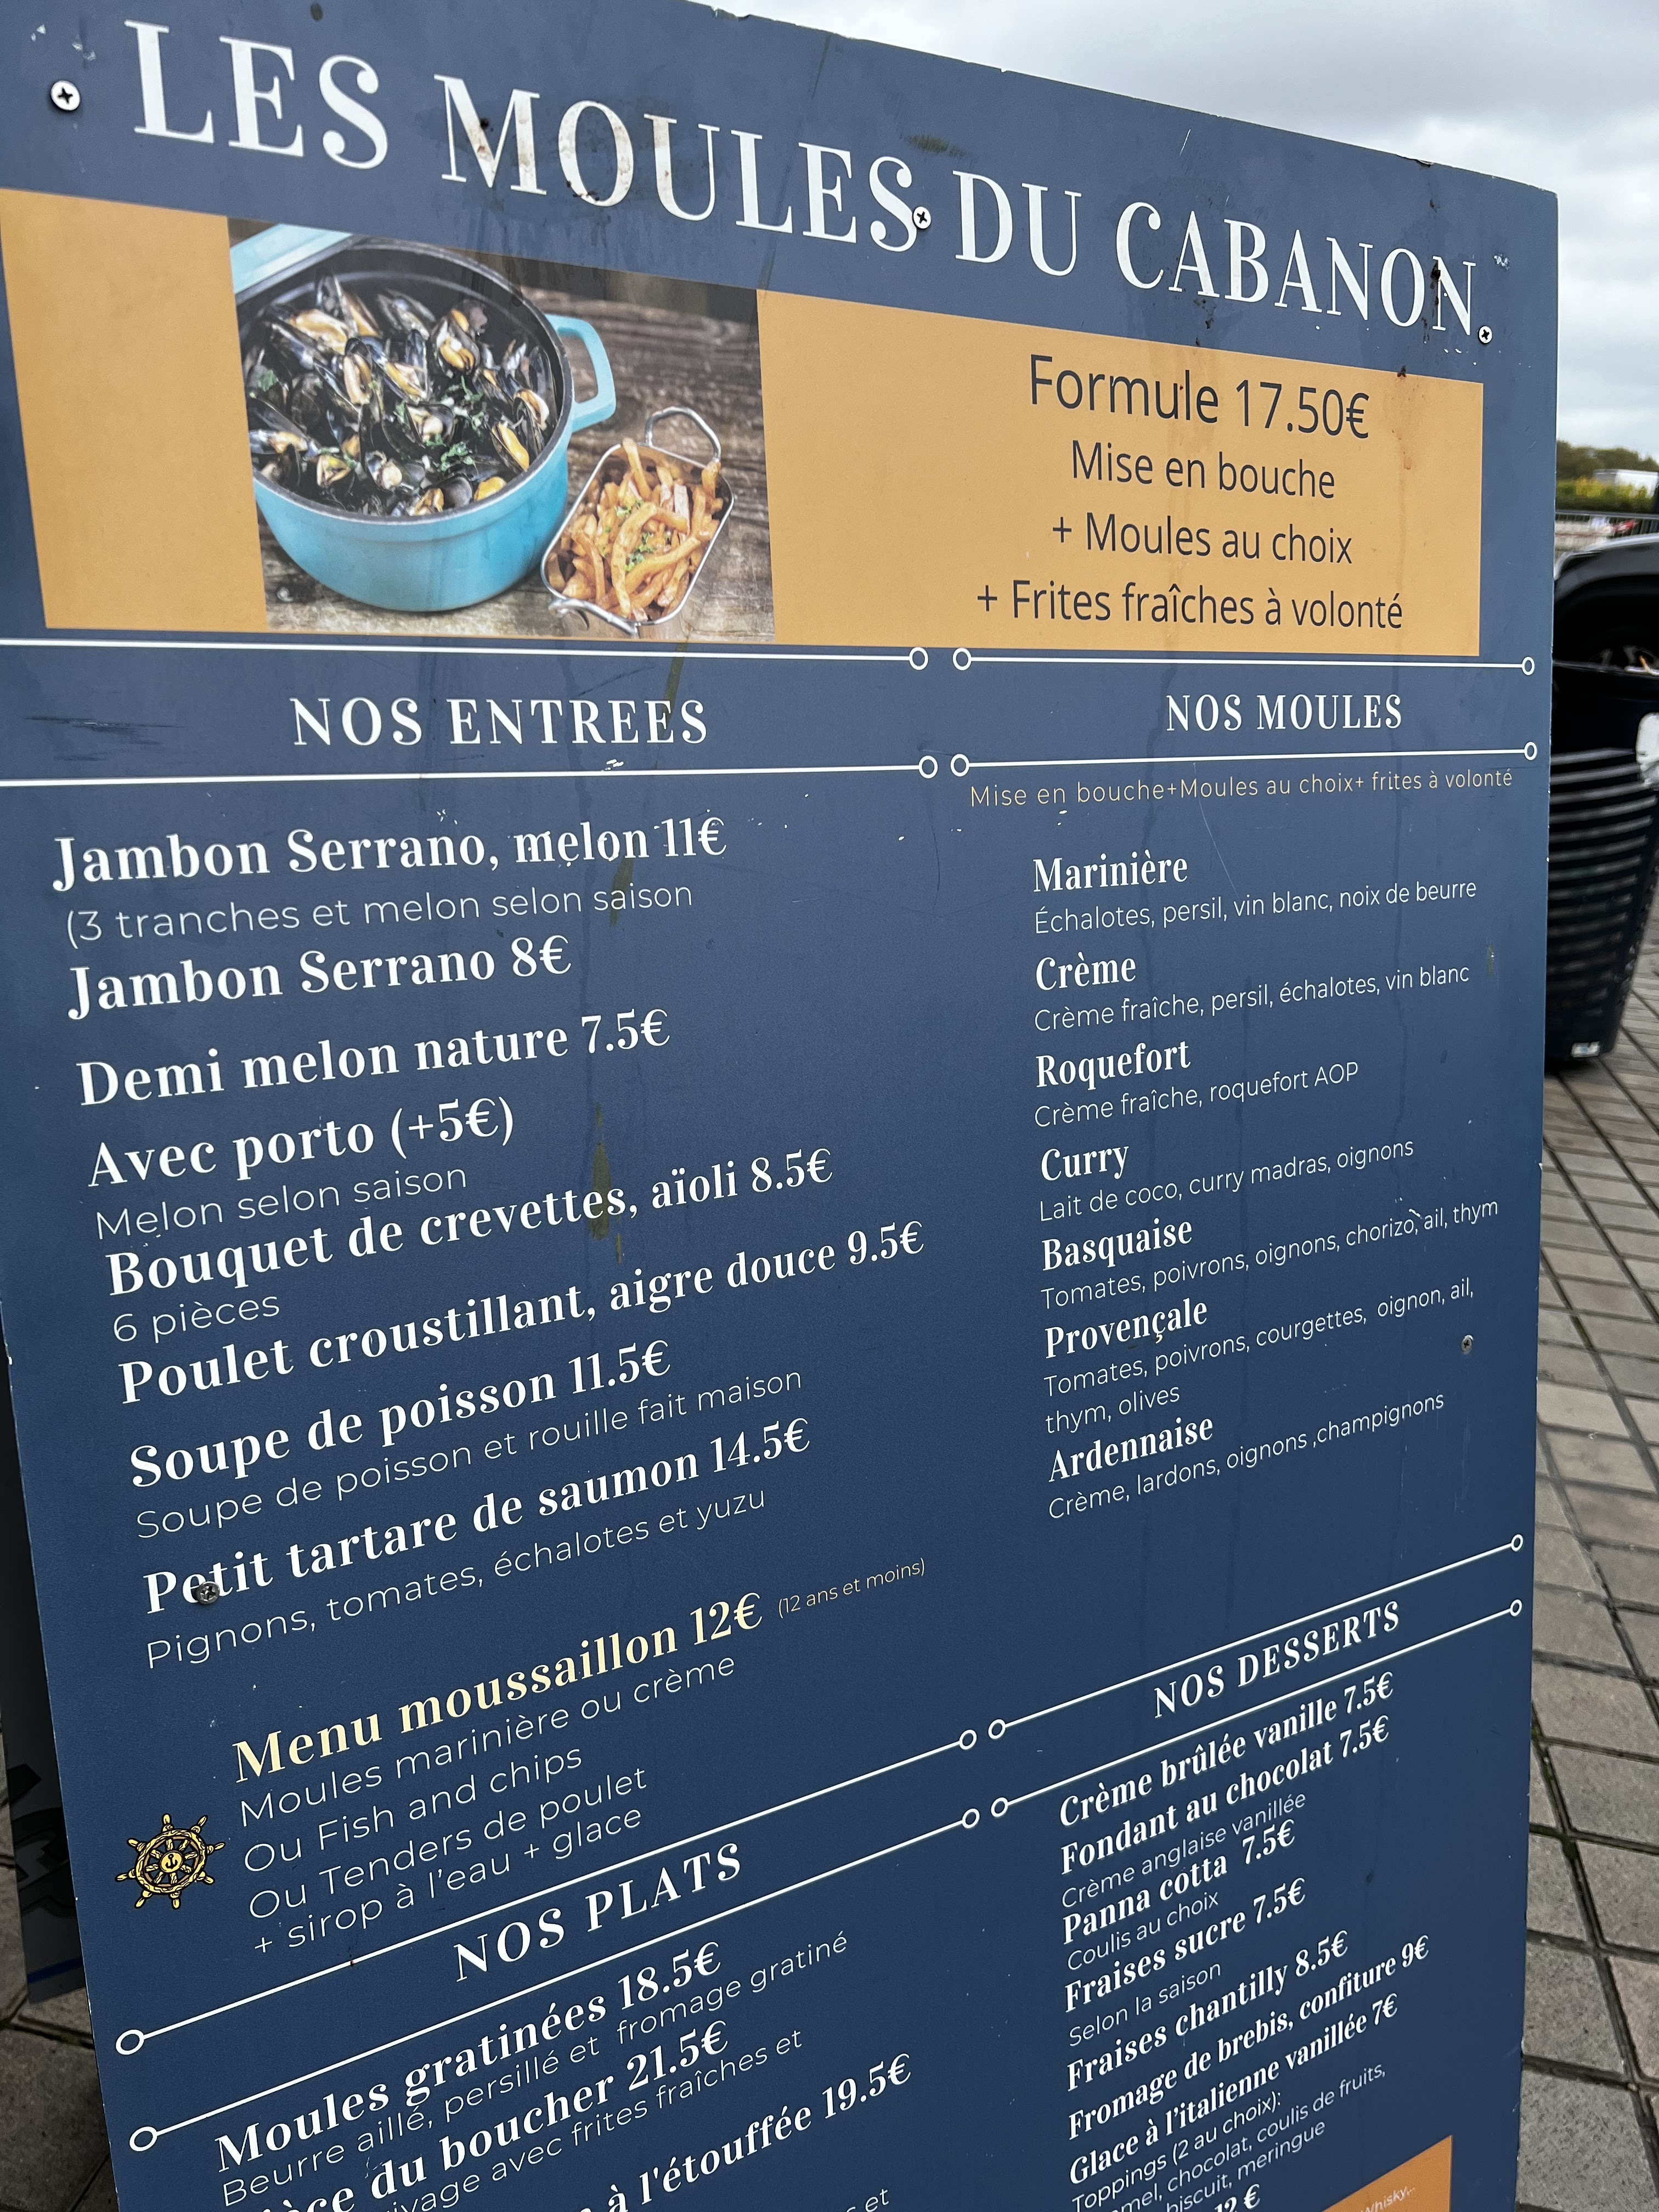 LES MOULES DU CABANON
Formule 17.50€
Mise en bouche
+ Moules au choix
+ Frites fraîches à volonté
NOS ENTREES
Jambon Serrano, melon 11€
(3 tranches et melon selon saison
Jambon Serrano 8€
Demi melon nature 7.5€
Avec porto (+5€)
Melon selon saison
Bouquet de crevettes, aïoli 8.5€
6 pièces
Poulet croustillant, aigre douce 9.5€
Soupe de poisson 11.5€
Soupe de poisson et rouille fait maison
Petit tartare de saumon 14.5€
Pignons, tomates, échalotes et yuzu
Menu moussaillon 12€ (12 ans et moins)
Moules marinière ou crème
Ou Fish and chips
Ou Tenders de poulet
+ sirop à l'eau + glace
NOS PLATS
Moules gratinées 18.5€
Beurre aillé, persillé et fromage gratiné
du boucher 21.5€
avec frites fraîches et
à l'étouffée 19.5€
et
NOS MOULES
Mise en bouche+Moules au choix+ frites à volonté
Marinière
Échalotes, persil, vin blanc, noix de beurre
Crème
Crème fraîche, persil, échalotes, vin blanc
Roquefort
Crème fraîche, roquefort AOP
Curry
Lait de coco, curry madras, oignons
Basquaise
Tomates, poivrons, oignons, chorizo, ail, thym
Provençale
Tomates, poivrons, courgettes, oignon, ail,
thym, olives
Ardennaise
Crème, lardons, oignons ,champignons
NOS DESSERTS
Crème brûlée vanille 7.5€
Fondant au chocolat 7.5€
Crème anglaise vanillée
Panna cotta 7.5€
Coulis au choix
Fraises sucre 7.5€
Selon la saison
Fraises chantilly 8.5€
Fromage de brebis, confiture 9€
Glace à l'italienne vanillée 7€
Toppings (2 au choix):
chocolat, coulis de fruits,
biscuit, meringue
12 €
whisky...